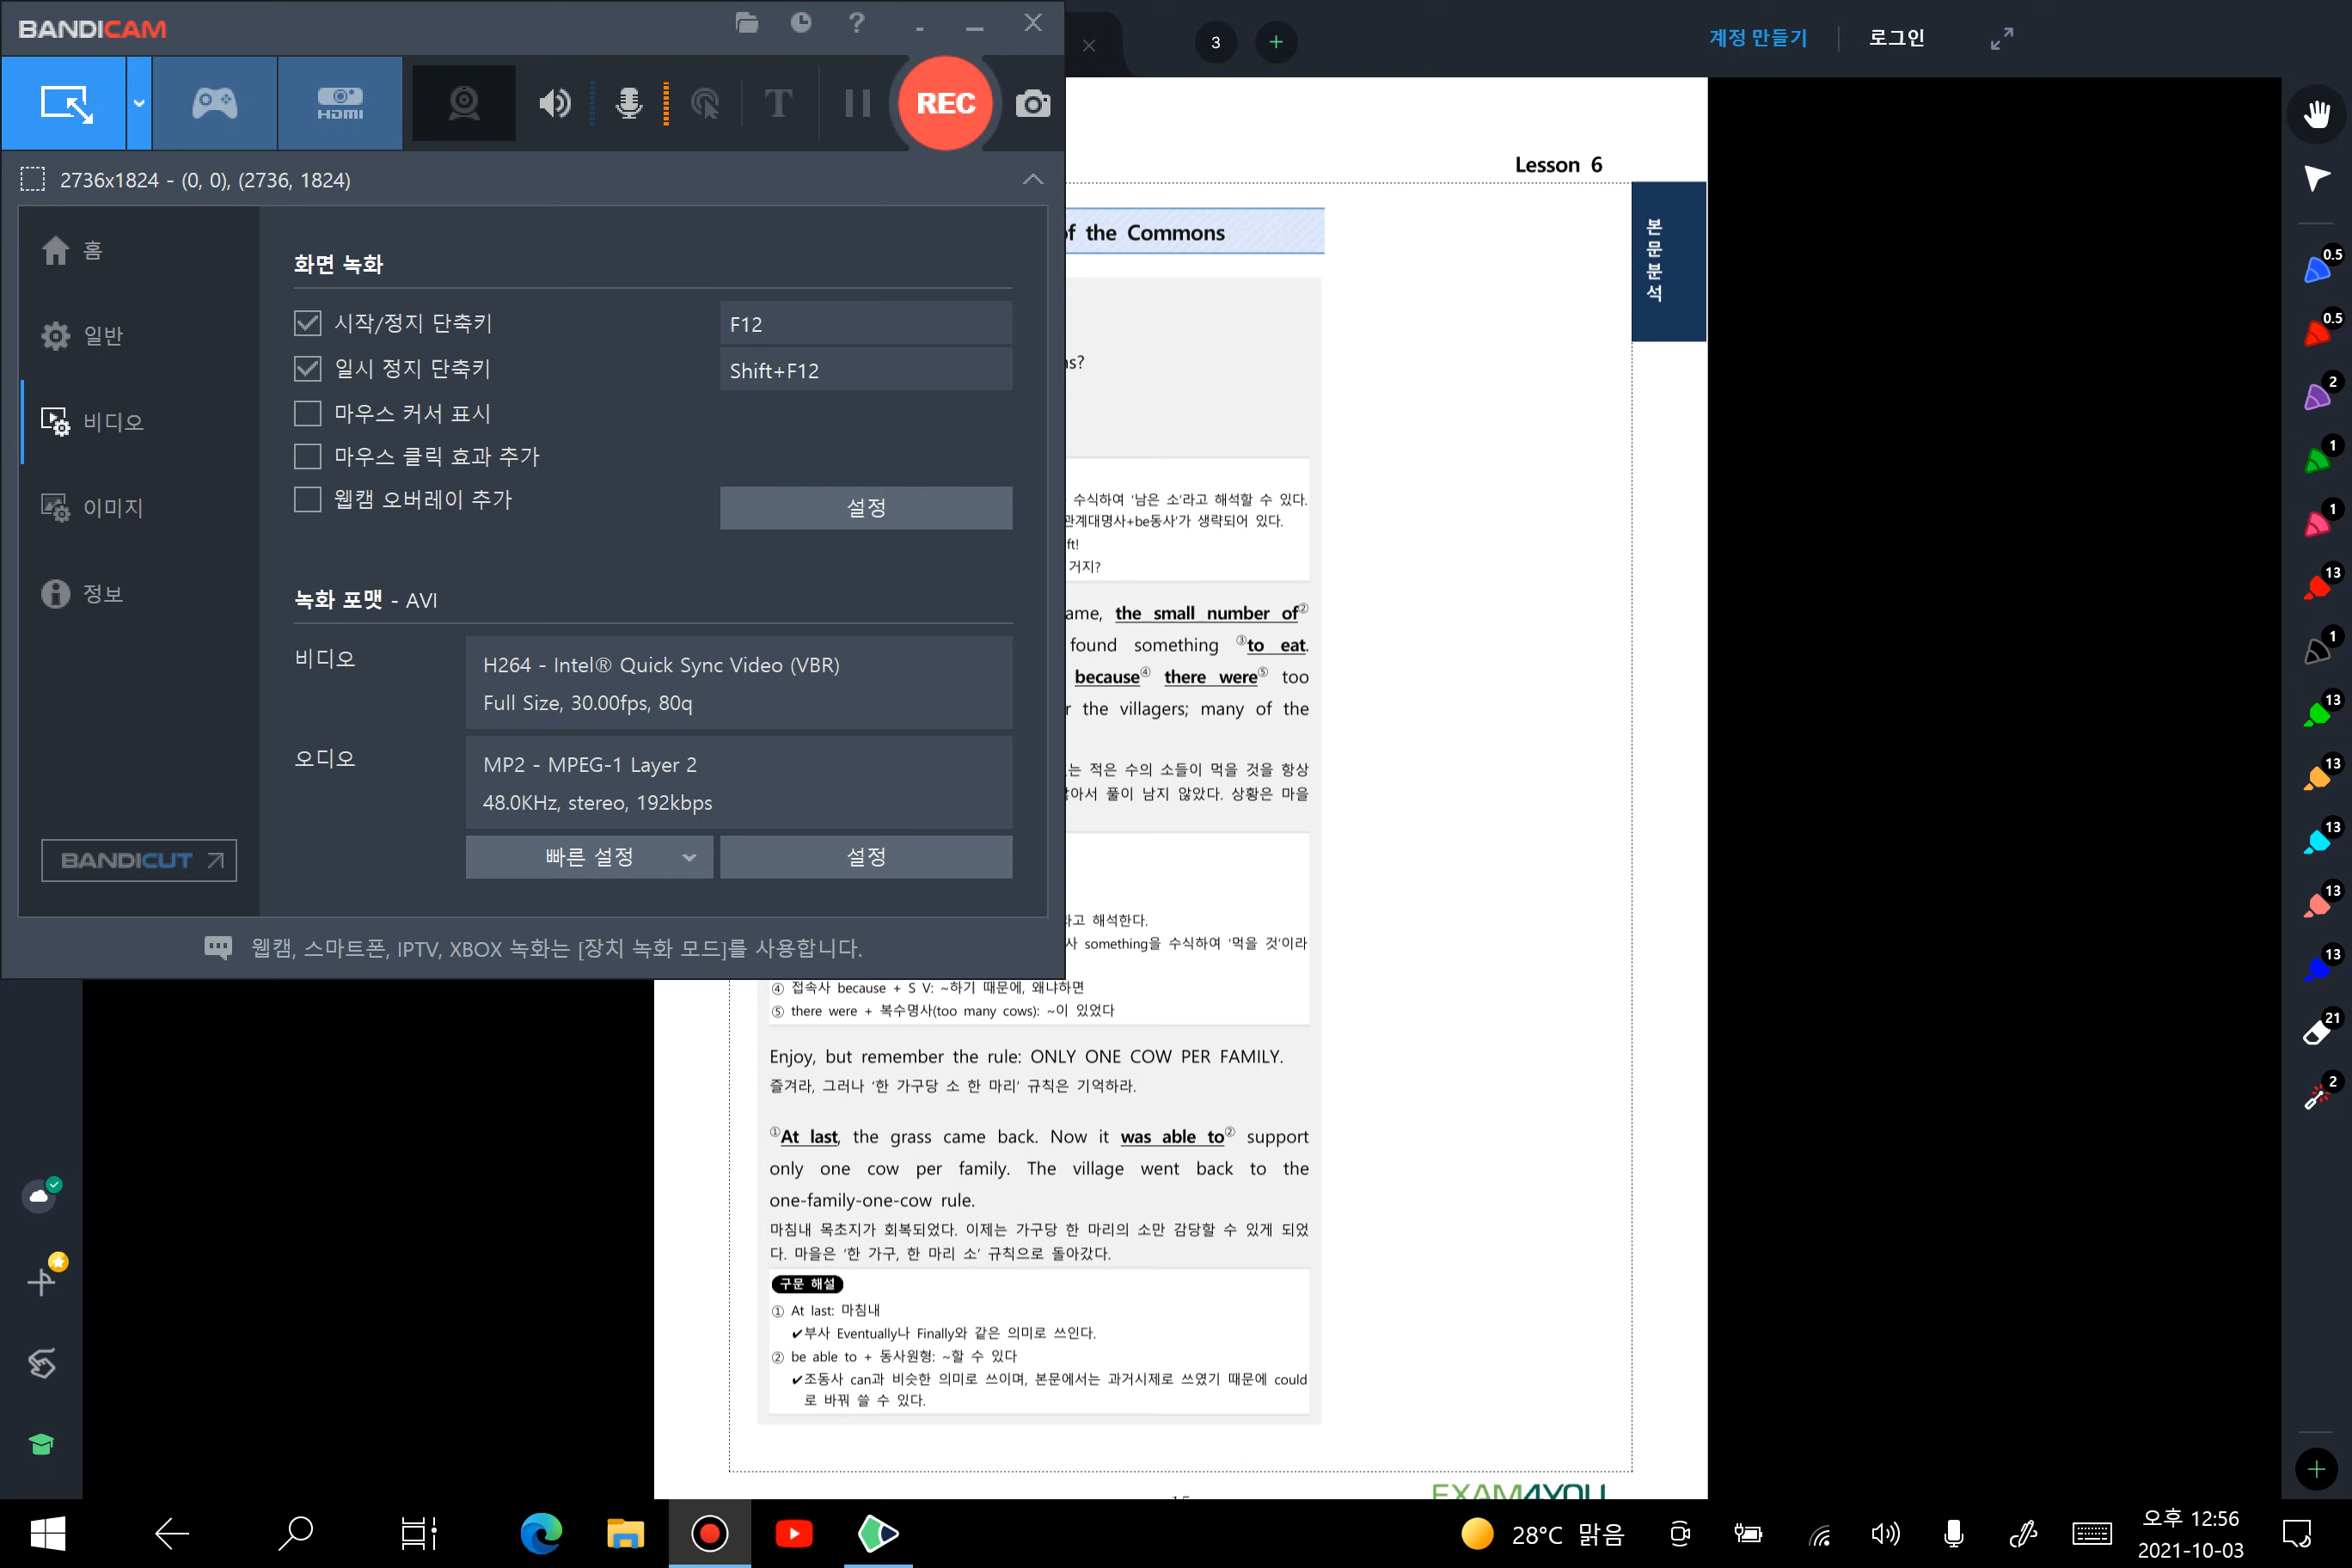 BANDICAM
3
계정 만들기
로그인
HDMI
T
REC
2736x1824 - (0, 0), (2736, 1824)
홈
일반
비디오
이미지
정보
BANDICUT
화면 녹화
시작/정지 단축키
F12
일시 정지 단축키
Shift+F12
마우스 커서 표시
마우스 클릭 효과 추가
웹캠 오버레이 추가
설정
녹화 포맷 - AVI
비디오
H264 - Intel® Quick Sync Video (VBR)
Full Size, 30.00fps, 80q
오디오
MP2 - MPEG-1 Layer 2
48.0KHz, stereo, 192kbps
빠른 설정
설정
웹캠, 스마트폰, IPTV, XBOX 녹화는 [장치 녹화 모드]를 사용합니다.
Lesson 6
본문분석
of the Commons
수식하여 '남은 소'라고 해석할 수 있다.
관계대명사+be동사'가 생략되어 있다.
거지?
the small number of②
found something ③to eat.
because④ there were⑤ too
the villagers; many of the
적은 수의 소들이 먹을 것을 항상
풀이 남지 않았다. 상황은 마을
해석한다.
something을 수식하여 '먹을 것'이라
④ 접속사 because + S V: ~하기 때문에, 왜냐하면
⑤ there were + 복수명사(too many cows): ~이 있었다
Enjoy, but remember the rule: ONLY ONE COW PER FAMILY.
즐겨라, 그러나 '한 가구당 소 한 마리' 규칙은 기억하라.
①At last, the grass came back. Now it was able to② support
only one cow per family. The village went back to the
one-family-one-cow rule.
마침내 목초지가 회복되었다. 이제는 가구당 한 마리의 소만 감당할 수 있게 되었
다. 마을은 '한 가구, 한 마리 소' 규칙으로 돌아갔다.
구문 해설
① At last: 마침내
✔부사 Eventually나 Finally와 같은 의미로 쓰인다.
② be able to + 동사원형: ~할 수 있다
✔조동사 can과 비슷한 의미로 쓰이며, 본문에서는 과거시제로 쓰였기 때문에 could
로 바꿔 쓸 수 있다.
EXAM4YOU
0.5
0.5
2
1
1
13
1
13
13
13
13
13
21
2
28°C 맑음
오후 12:56
2021-10-03